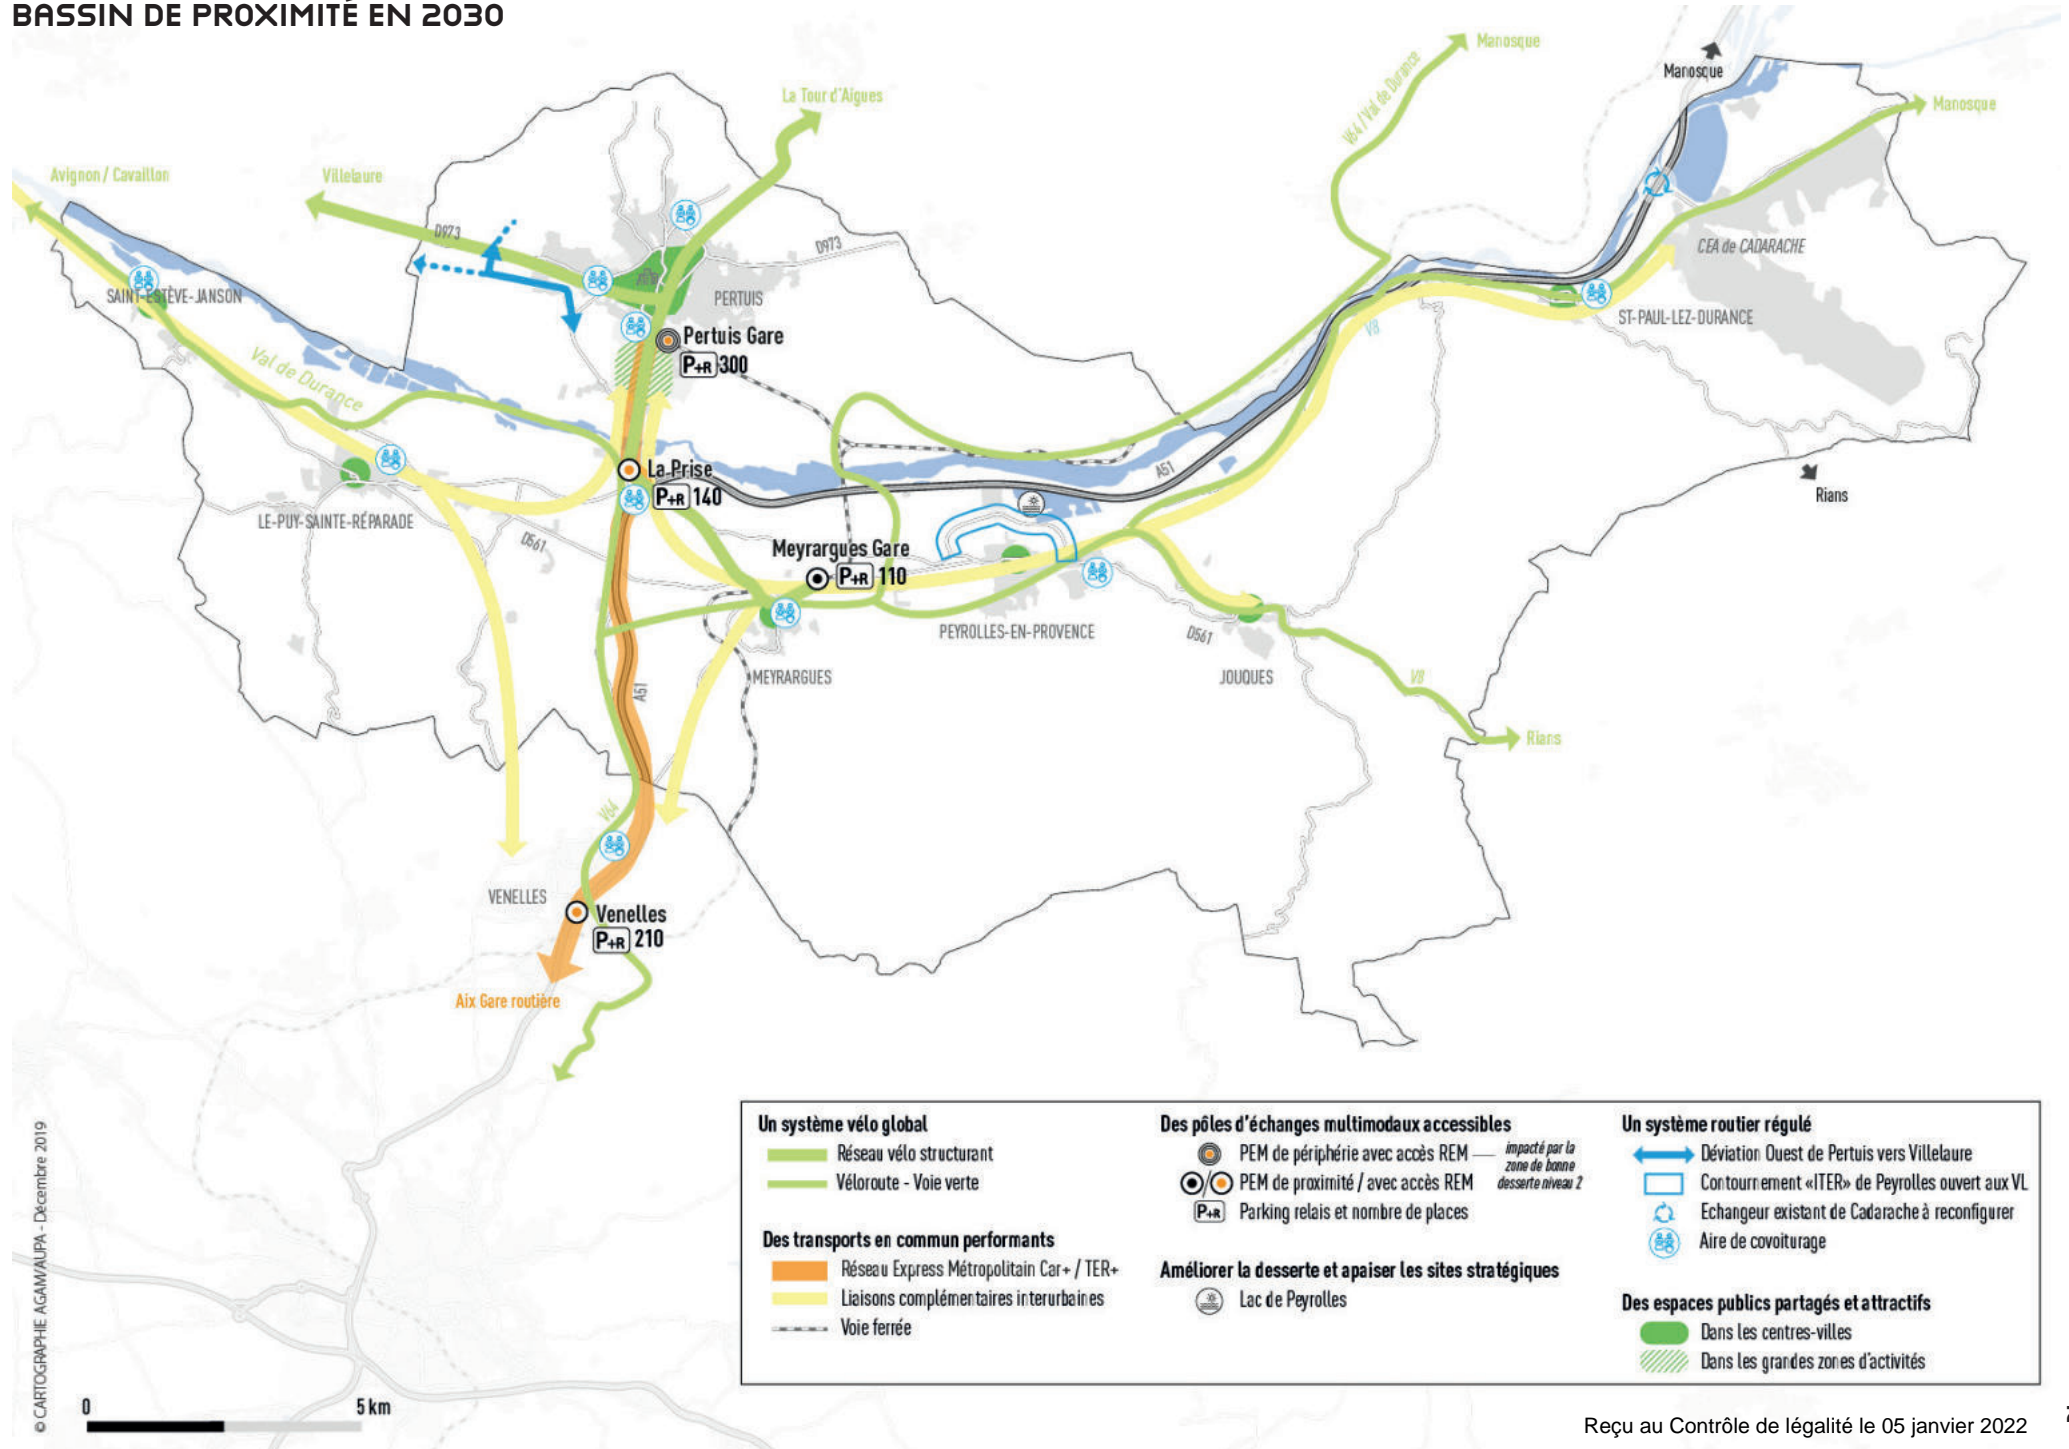 BASSIN DE PROXIMITÉ EN 2030
Manosque
V64 / Val de Durance
Manosque
Manosque
La Tour d'Aigues
Avignon / Cavaillon
Villelaure
D973
D973
CEA de CADARACHE
SAINT-ESTÈVE-JANSON
PERTUIS
ST-PAUL-LEZ-DURANCE
V8
Pertuis Gare
P+R 300
Val de Durance
La Prise
P+R 140
A51
Rians
LE-PUY-SAINTE-RÉPARADE
D561
Meyrargues Gare
P+R 110
PEYROLLES-EN-PROVENCE
D561
MEYRARGUES
JOUQUES
V8
A51
Rians
V64
VENELLES
Venelles
P+R 210
Aix Gare routière
Un système vélo global
Réseau vélo structurant
Véloroute - Voie verte
Des transports en commun performants
Réseau Express Métropolitain Car+ / TER+
Liaisons complémentaires interurbaines
Voie ferrée
Des pôles d'échanges multimodaux accessibles
PEM de périphérie avec accès REM
impacté par la
zone de bonne
desserte niveau 2
PEM de proximité / avec accès REM
P+R Parking relais et nombre de places
Améliorer la desserte et apaiser les sites stratégiques
Lac de Peyrolles
Un système routier régulé
Déviation Ouest de Pertuis vers Villelaure
Contournement «ITER» de Peyrolles ouvert aux VL
Echangeur existant de Cadarache à reconfigurer
Aire de covoiturage
Des espaces publics partagés et attractifs
Dans les centres-villes
Dans les grandes zones d'activités
© CARTOGRAPHIE AGAM/AUPA - Décembre 2019
0 5 km
Reçu au Contrôle de légalité le 05 janvier 2022